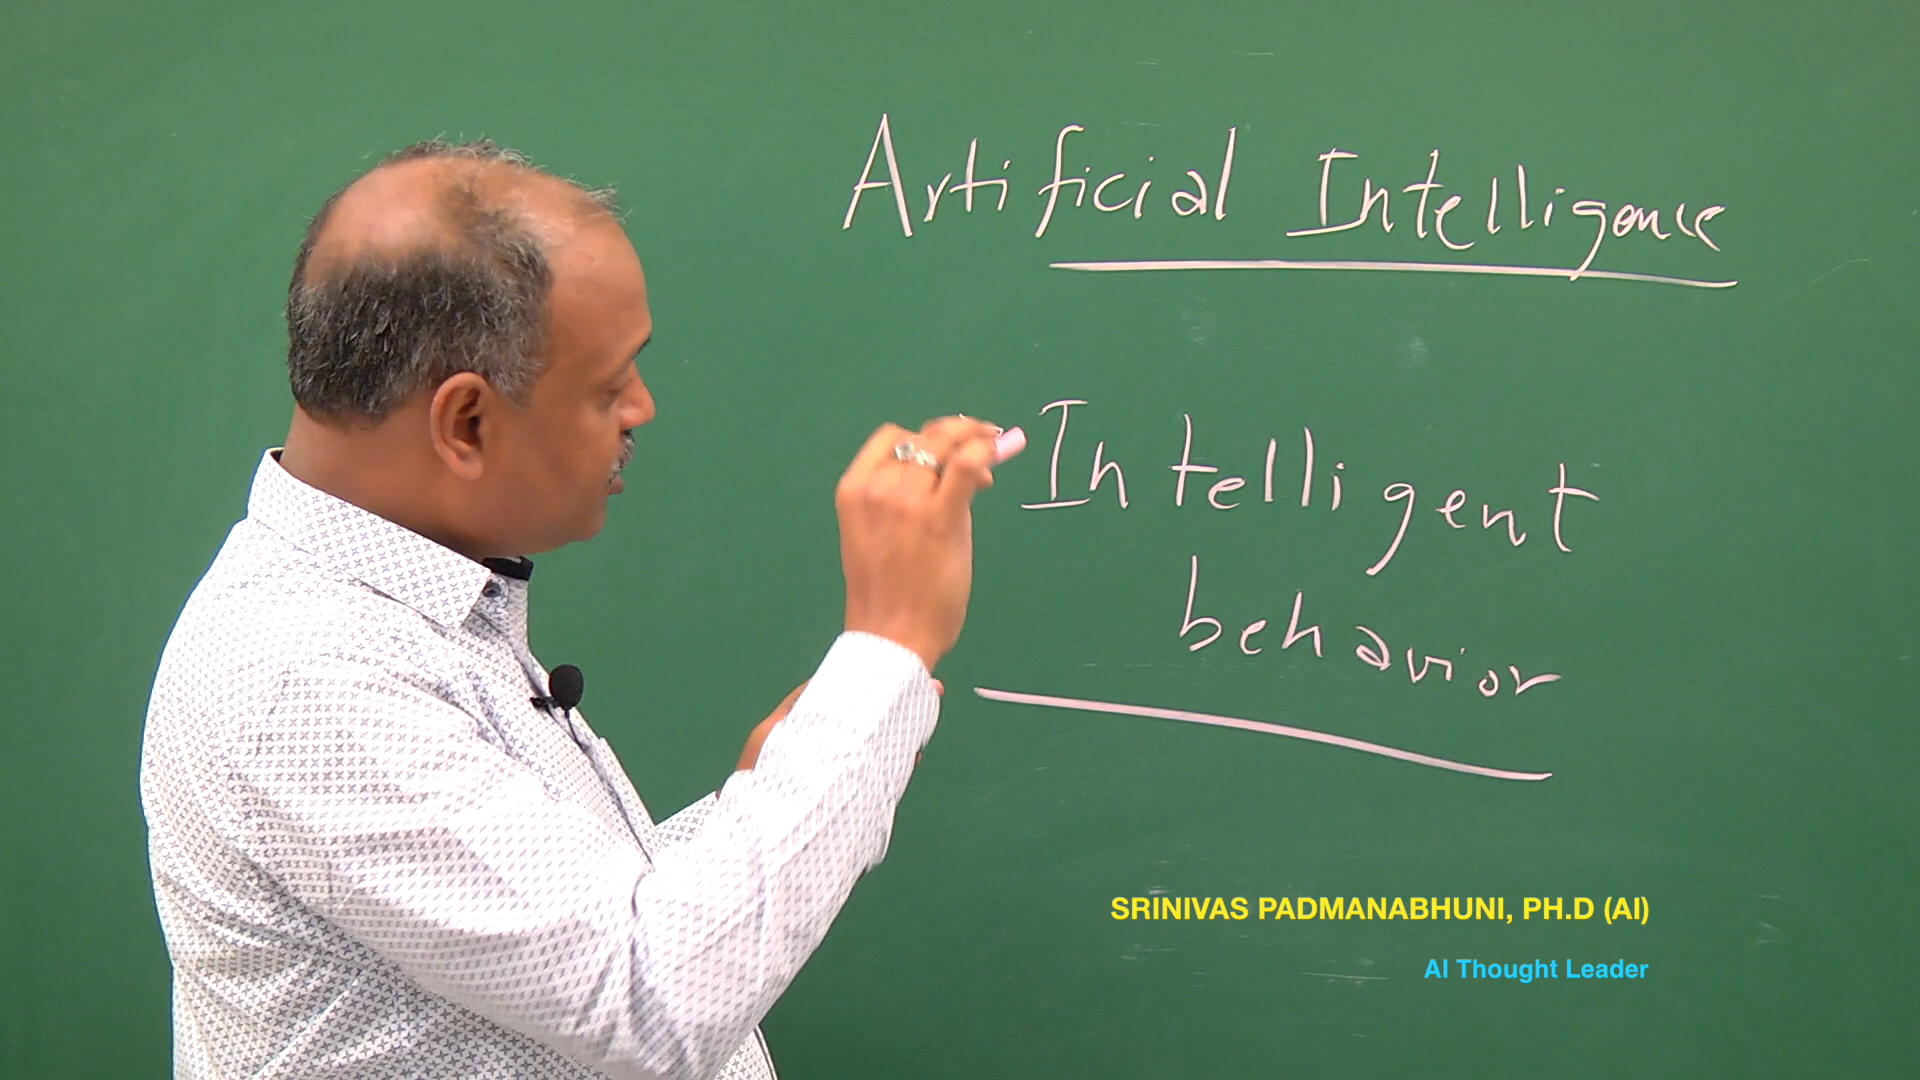 Artificial Intelligence
Intelligent
behavior
SRINIVAS PADMANABHUNI, PH.D (AI)
AI Thought Leader